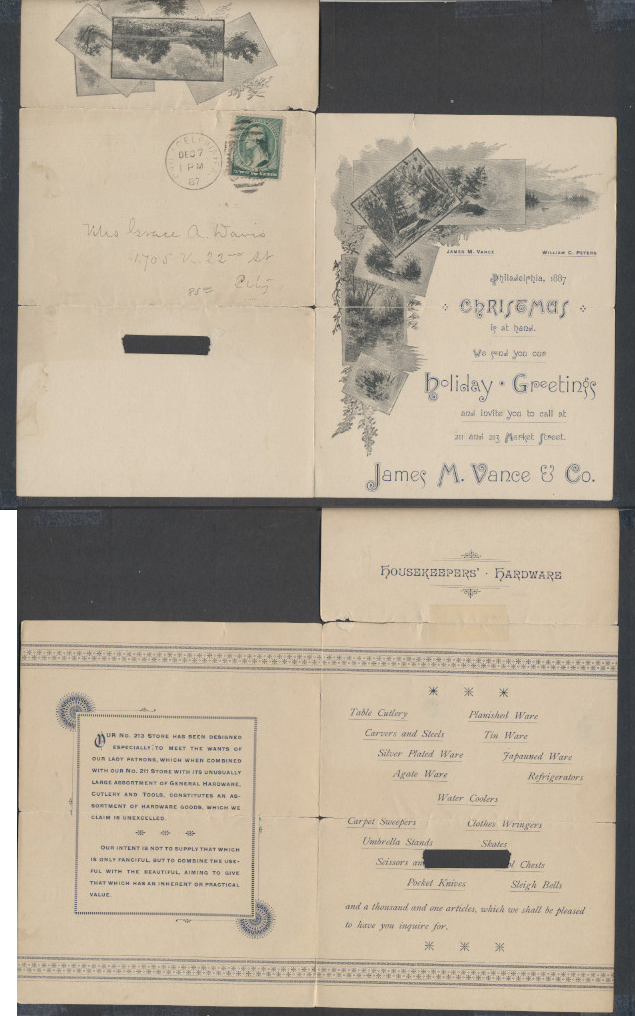 PHILADELPHIA
DEC 7
1 PM
87
Mrs Grace A. Davis
1705 N. 22nd St
City
JAMES M. VANCE WILLIAM C. PETERS
Philadelphia, 1887
CHRISTMAS
is at hand.
We send you our
Holiday · Greetings
and invite you to call at
211 and 213 Market Street.
James M. Vance & Co.
HOUSEKEEPERS' · HARDWARE
OUR NO. 213 STORE HAS BEEN DESIGNED
ESPECIALLY TO MEET THE WANTS OF
OUR LADY PATRONS, WHICH WHEN COMBINED
WITH OUR NO. 211 STORE WITH ITS UNUSUALLY
LARGE ASSORTMENT OF GENERAL HARDWARE,
CUTLERY AND TOOLS, CONSTITUTES AN AS-
SORTMENT OF HARDWARE GOODS, WHICH WE
CLAIM IS UNEXCELLED.
OUR INTENT IS NOT TO SUPPLY THAT WHICH
IS ONLY FANCIFUL, BUT TO COMBINE THE USE-
FUL WITH THE BEAUTIFUL, AIMING TO GIVE
THAT WHICH HAS AN INHERENT OR PRACTICAL
VALUE.
Table Cutlery Planished Ware
Carvers and Steels Tin Ware
Silver Plated Ware Japanned Ware
Agate Ware Refrigerators
Water Coolers
Carpet Sweepers Clothes Wringers
Umbrella Stands Skates
Scissors an ol Chests
Pocket Knives Sleigh Bells
and a thousand and one articles, which we shall be pleased
to have you inquire for.